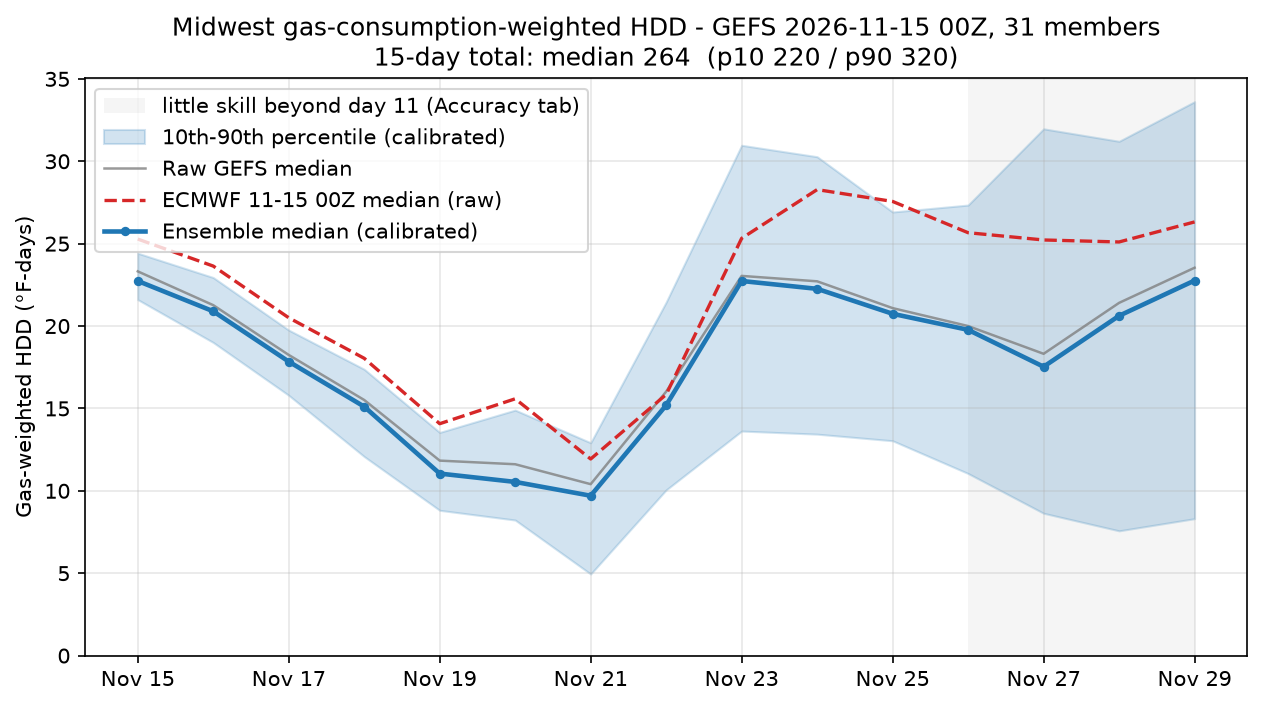 Midwest gas-consumption-weighted HDD - GEFS 2026-11-15 00Z, 31 members
15-day total: median 264  (p10 220 / p90 320)
35
30
25
20
15
10
5
0
Gas-weighted HDD (°F-days)
little skill beyond day 11 (Accuracy tab)
10th-90th percentile (calibrated)
Raw GEFS median
ECMWF 11-15 00Z median (raw)
Ensemble median (calibrated)
Nov 15
Nov 17
Nov 19
Nov 21
Nov 23
Nov 25
Nov 27
Nov 29